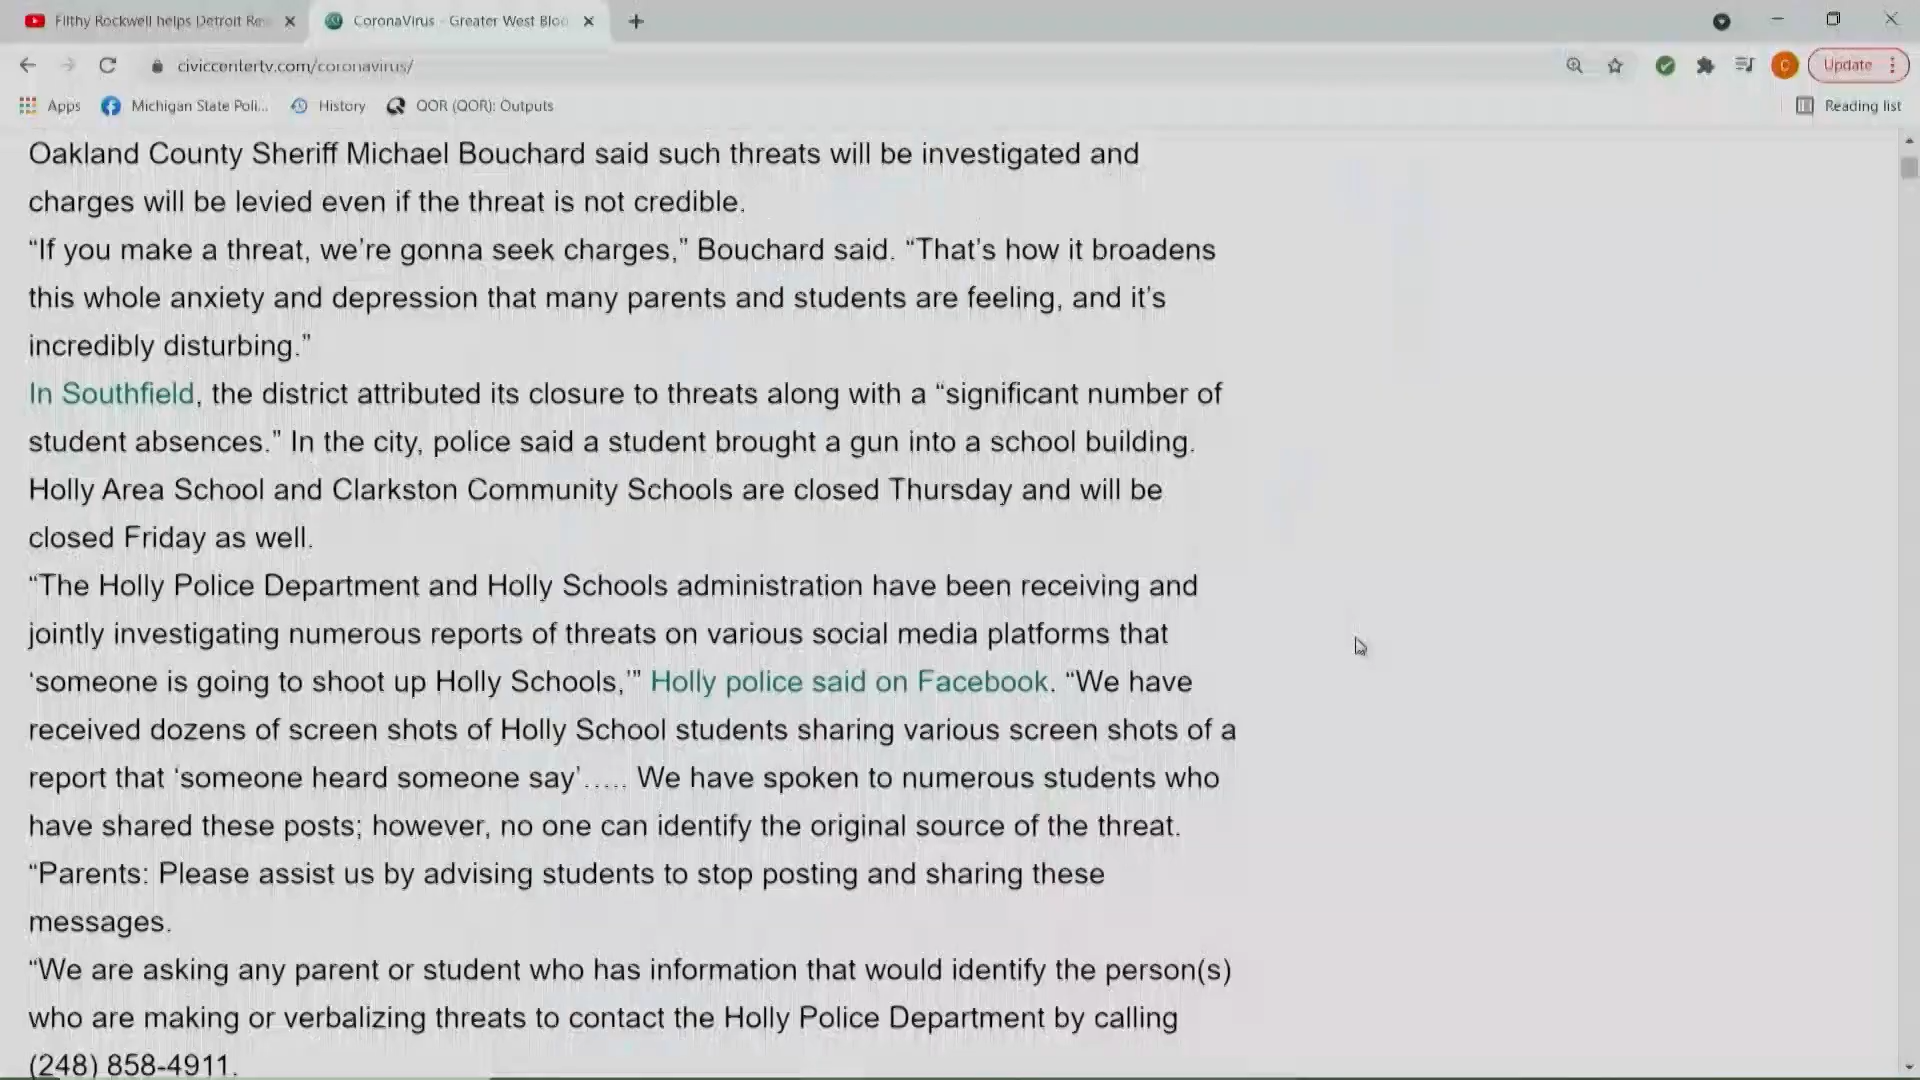 Filthy Rockwell helps Detroit Re
CoronaVirus - Greater West Bloo
civiccentertv.com/coronavirus/
Update
Apps
Michigan State Poli...
History
QOR (QOR): Outputs
Reading list
Oakland County Sheriff Michael Bouchard said such threats will be investigated and
charges will be levied even if the threat is not credible.
“If you make a threat, we’re gonna seek charges,” Bouchard said. “That’s how it broadens
this whole anxiety and depression that many parents and students are feeling, and it’s
incredibly disturbing.”
In Southfield, the district attributed its closure to threats along with a “significant number of
student absences.” In the city, police said a student brought a gun into a school building.
Holly Area School and Clarkston Community Schools are closed Thursday and will be
closed Friday as well.
“The Holly Police Department and Holly Schools administration have been receiving and
jointly investigating numerous reports of threats on various social media platforms that
‘someone is going to shoot up Holly Schools,’” Holly police said on Facebook. “We have
received dozens of screen shots of Holly School students sharing various screen shots of a
report that ‘someone heard someone say’..... We have spoken to numerous students who
have shared these posts; however, no one can identify the original source of the threat.
“Parents: Please assist us by advising students to stop posting and sharing these
messages.
“We are asking any parent or student who has information that would identify the person(s)
who are making or verbalizing threats to contact the Holly Police Department by calling
(248) 858-4911.